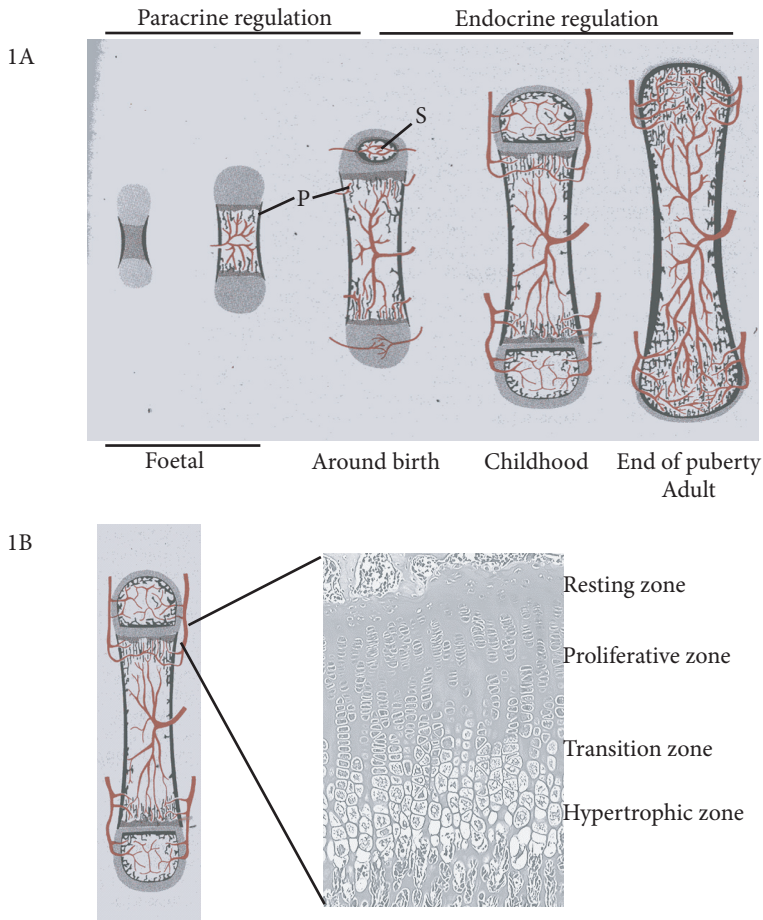 Paracrine regulation
Endocrine regulation
1A
S
P
Foetal
Around birth
Childhood
End of puberty
Adult
1B
Resting zone
Proliferative zone
Transition zone
Hypertrophic zone